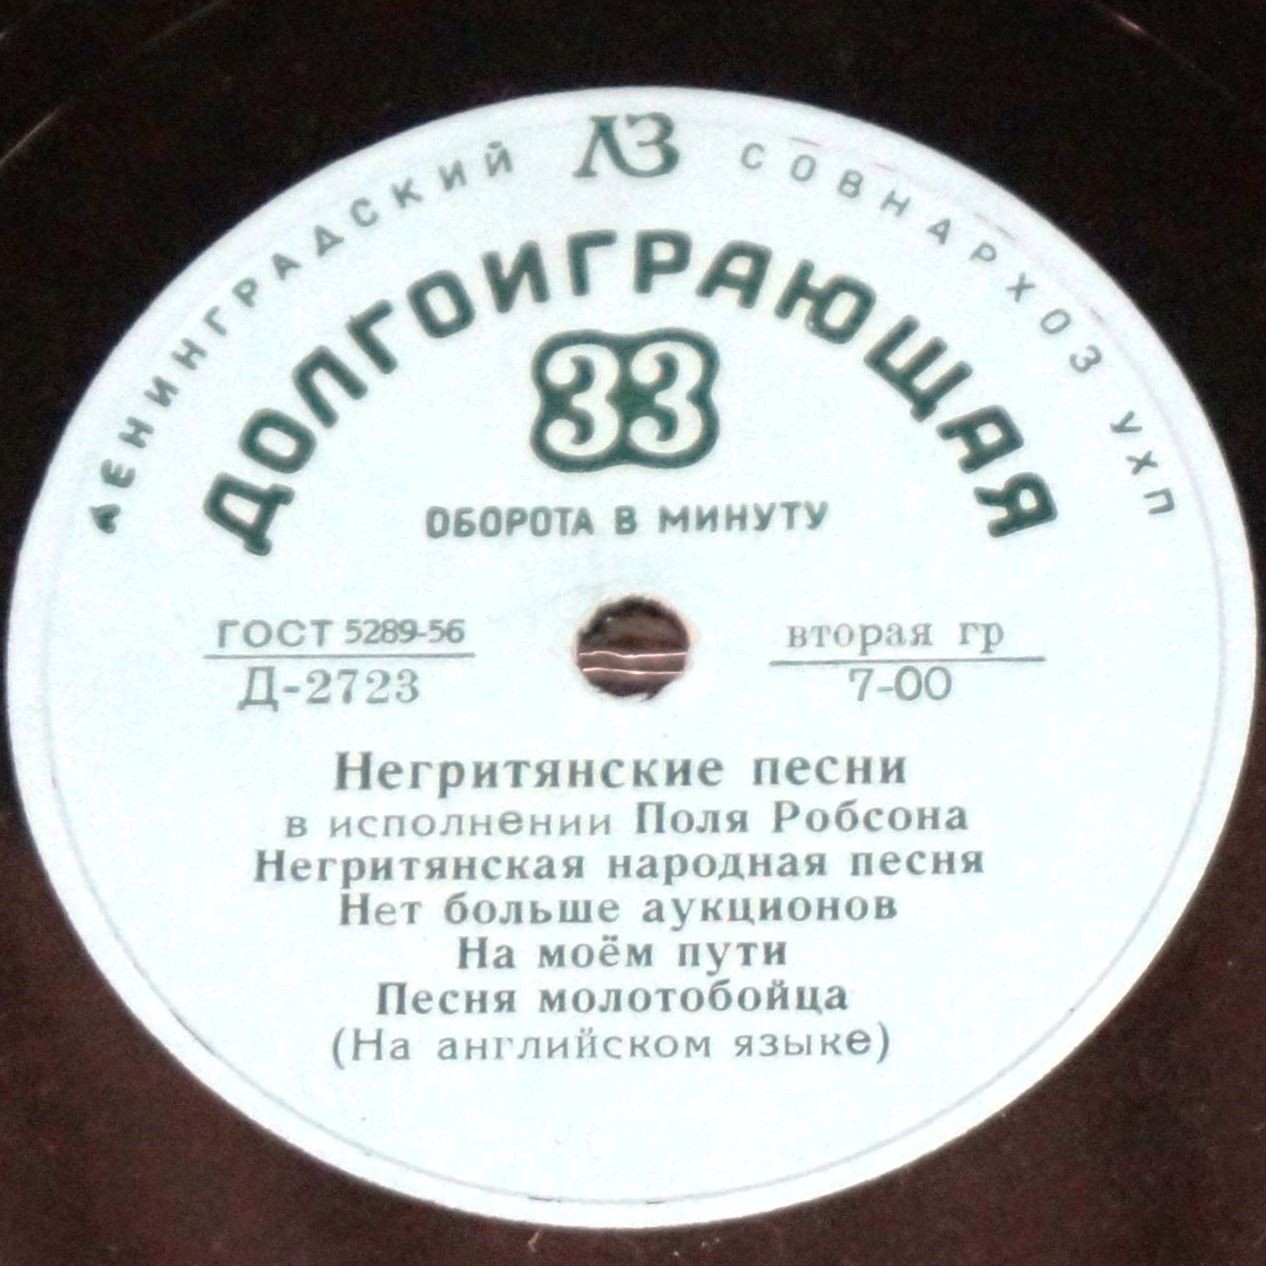 ЛЕНИНГРАДСКИЙ ЛЗ СОВНАРХОЗ УХП
ДОЛГОИГРАЮЩАЯ
33
ОБОРОТА В МИНУТУ
ГОСТ 5289-56
вторая гр
Д-2723
7-00
Негритянские песни
в исполнении Поля Робсона
Негритянская народная песня
Нет больше аукционов
На моём пути
Песня молотобойца
(На английском языке)